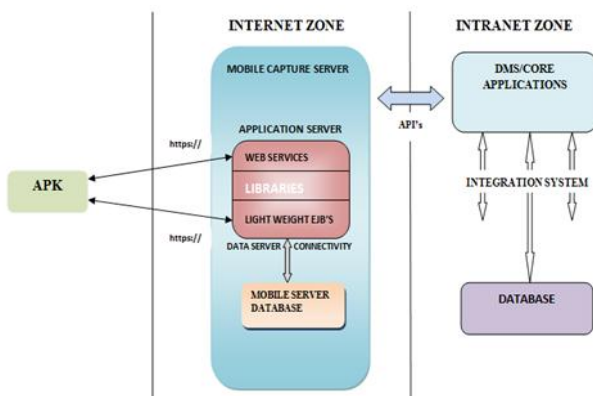 INTERNET ZONE
INTRANET ZONE
MOBILE CAPTURE SERVER
DMS/CORE
APPLICATIONS
API's
APPLICATION SERVER
https://
WEB SERVICES
LIBRARIES
LIGHT WEIGHT EJB'S
APK
https://
DATA SERVER CONNECTIVITY
INTEGRATION SYSTEM
MOBILE SERVER
DATABASE
DATABASE